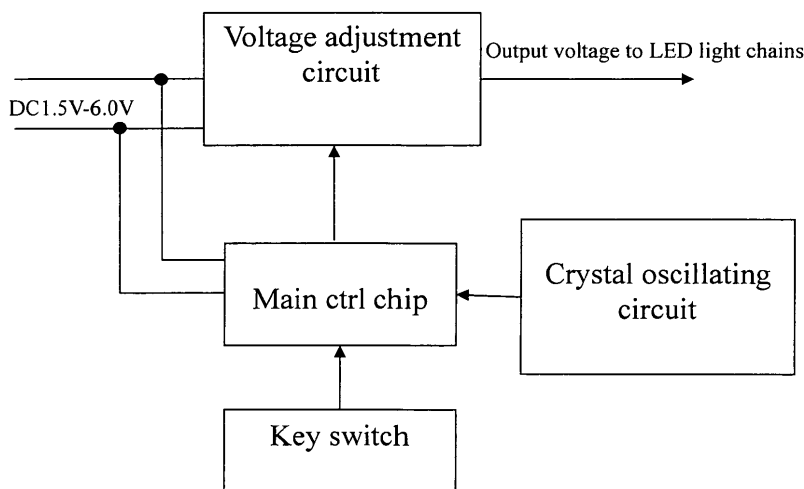 Voltage adjustment
circuit
Output voltage to LED light chains
DC1.5V-6.0V
Main ctrl chip
Crystal oscillating
circuit
Key switch